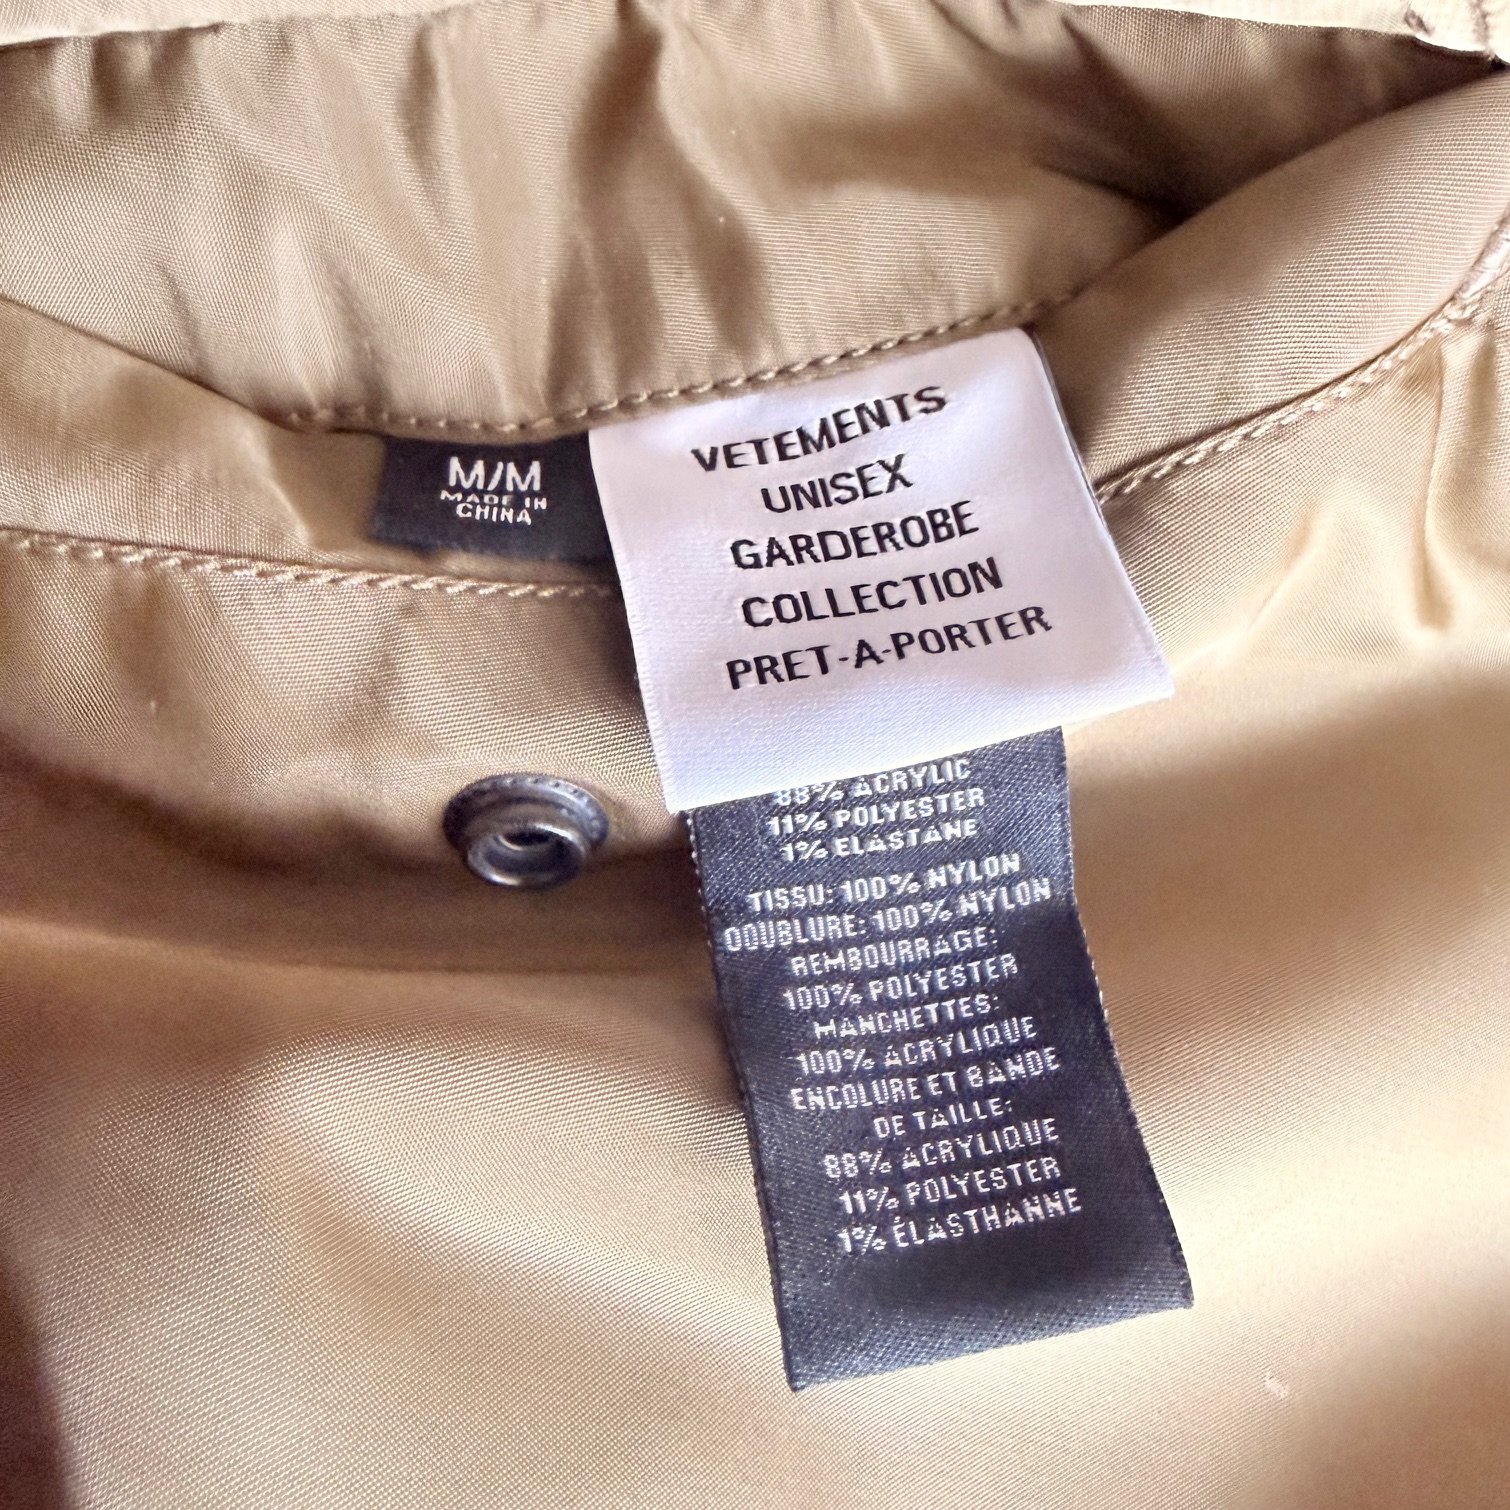 M/M
MADE IN
CHINA
VETEMENTS
UNISEX
GARDEROBE
COLLECTION
PRET-A-PORTER
88% ACRYLIC
11% POLYESTER
1% ELASTANE
TISSU: 100% NYLON
DOUBLURE: 100% NYLON
REMBOURRAGE:
100% POLYESTER
MANCHETTES:
100% ACRYLIQUE
ENCOLURE ET BANDE
DE TAILLE:
88% ACRYLIQUE
11% POLYESTER
1% ÉLASTHANNE